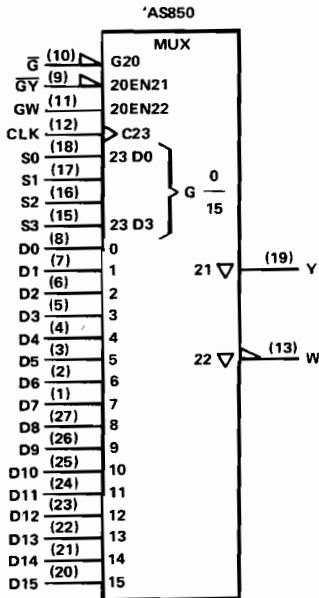 'AS850
MUX
G̅ (10) G20
G̅Y̅ (9) 20EN21
GW (11) 20EN22
CLK (12) C23
S0 (18) 23 D0
S1 (17)
S2 (16)
S3 (15) 23 D3
G 0/15
D0 (8) 0
D1 (7) 1
D2 (6) 2
D3 (5) 3
D4 (4) 4
D5 (3) 5
D6 (2) 6
D7 (1) 7
D8 (27) 8
D9 (26) 9
D10 (25) 10
D11 (24) 11
D12 (23) 12
D13 (22) 13
D14 (21) 14
D15 (20) 15
21 ▽ (19) Y
22 ▽ (13) W